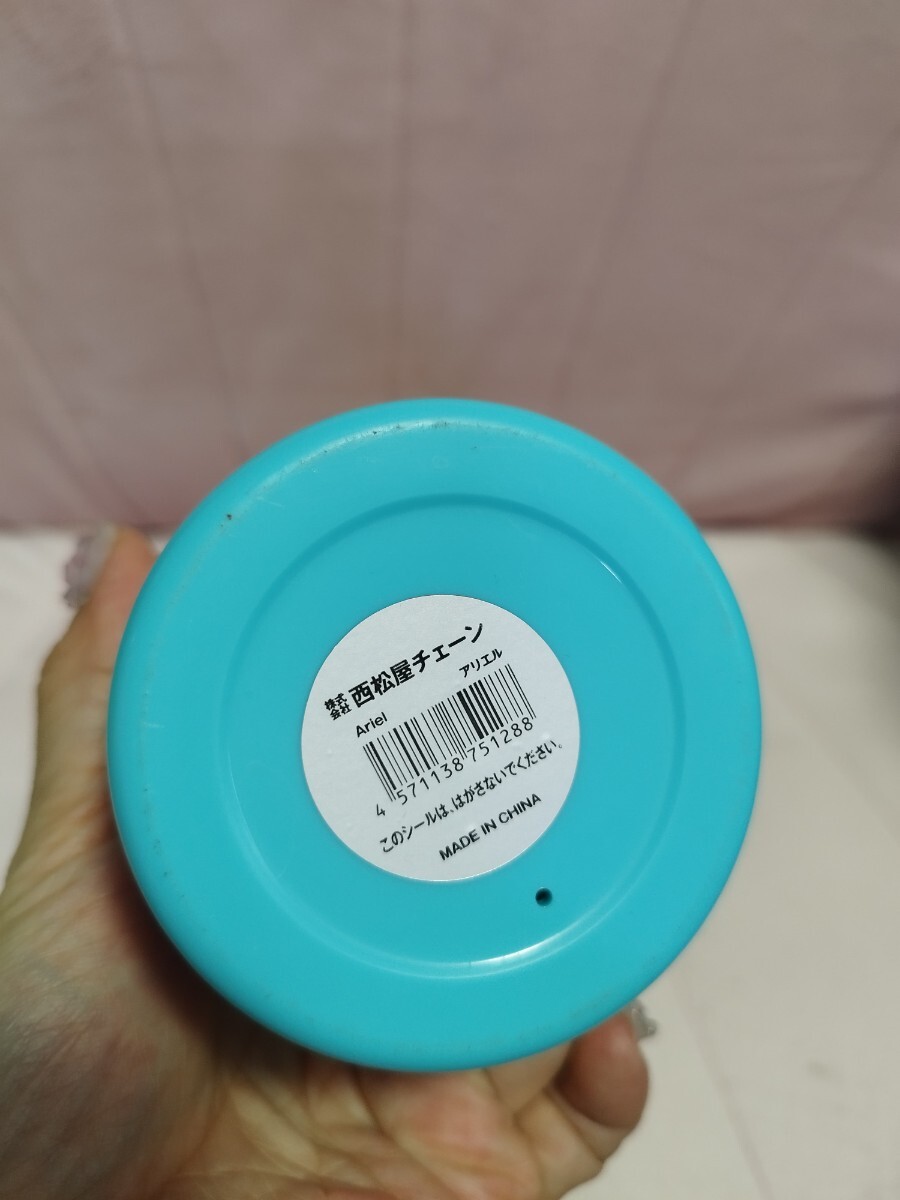 株式会社 西松屋チェーン
Ariel アリエル
4 571138 751288
このシールは、はがさないでください。
MADE IN CHINA